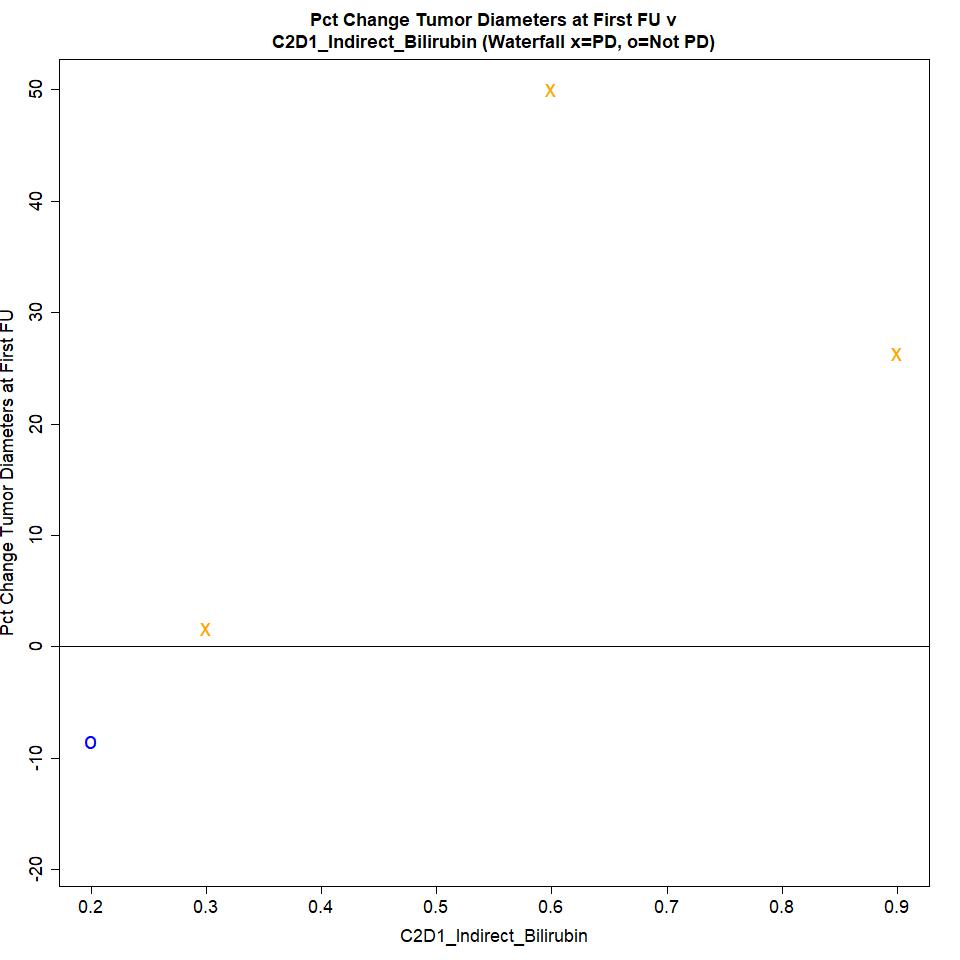 Pct Change Tumor Diameters at First FU v
C2D1_Indirect_Bilirubin (Waterfall x=PD, o=Not PD)
Pct Change Tumor Diameters at First FU
50
40
30
20
10
0
-10
-20
X
X
X
O
0.2 0.3 0.4 0.5 0.6 0.7 0.8 0.9
C2D1_Indirect_Bilirubin